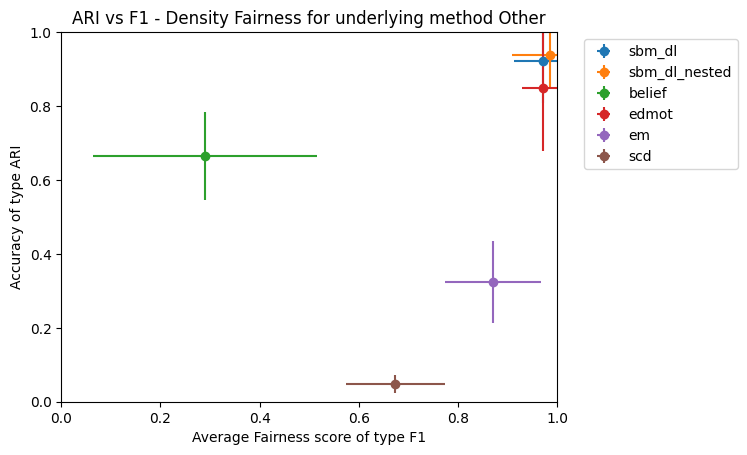 ARI vs F1 - Density Fairness for underlying method Other
Accuracy of type ARI
1.0
0.8
0.6
0.4
0.2
0.0
0.0 0.2 0.4 0.6 0.8 1.0
Average Fairness score of type F1
sbm_dl
sbm_dl_nested
belief
edmot
em
scd